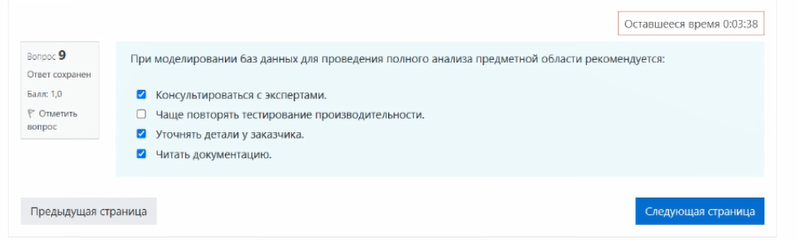 Оставшееся время 0:03:38
Вопрос 9
Ответ сохранен
Балл: 1,0
Отметить
вопрос
При моделировании баз данных для проведения полного анализа предметной области рекомендуется:
Консультироваться с экспертами.
Чаще повторять тестирование производительности.
Уточнять детали у заказчика.
Читать документацию.
Предыдущая страница
Следующая страница